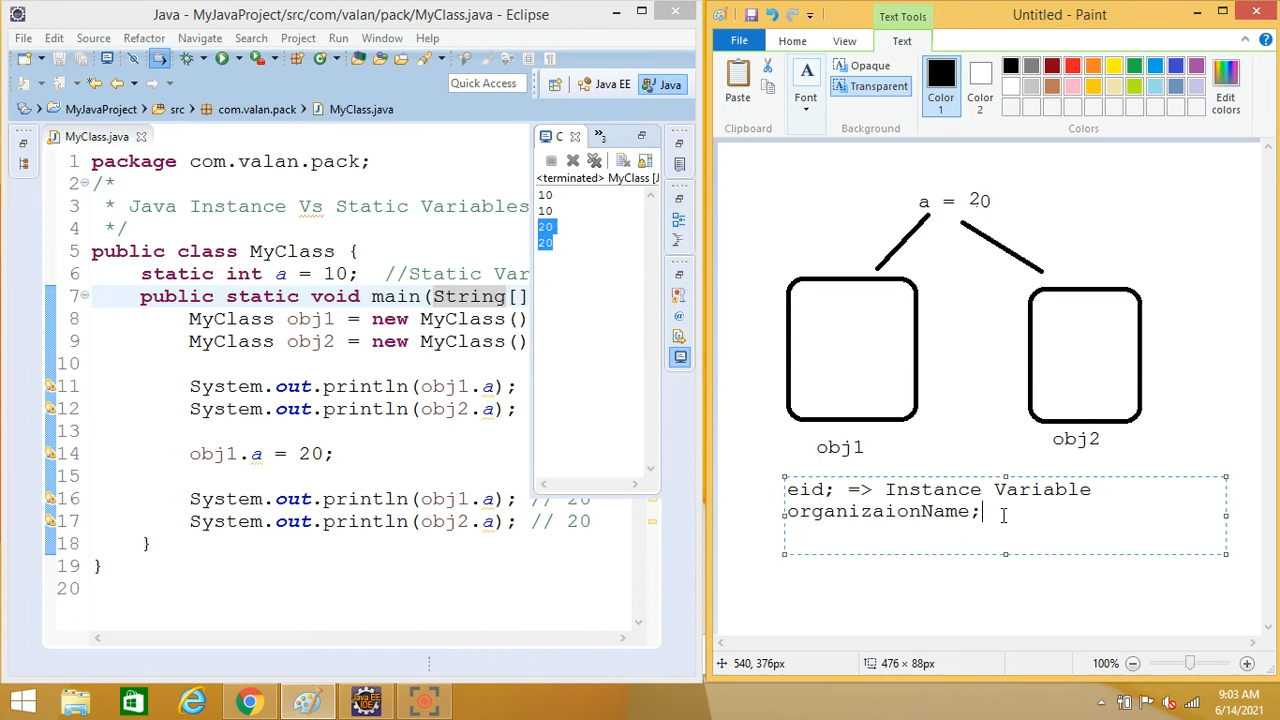 Java - MyJavaProject/src/com/valan/pack/MyClass.java - Eclipse
File Edit Source Refactor Navigate Search Project Run Window Help
Quick Access
Java EE
Java
MyJavaProject src com.valan.pack MyClass.java
MyClass.java
1 package com.valan.pack;
2 /*
3 * Java Instance Vs Static Variables
4 */
5 public class MyClass {
6 static int a = 10; //Static Var
7 public static void main(String[]
8 MyClass obj1 = new MyClass()
9 MyClass obj2 = new MyClass()
10
11 System.out.println(obj1.a);
12 System.out.println(obj2.a);
13
14 obj1.a = 20;
15
16 System.out.println(obj1.a); // 20
17 System.out.println(obj2.a); // 20
18 }
19 }
20
C
3
<terminated> MyClass [J
10
10
20
20
Untitled - Paint
Text Tools
File Home View Text
Paste
Clipboard
A
Font
Opaque
Transparent
Background
Color 1
Color 2
Edit colors
Colors
a = 20
obj1
obj2
eid; => Instance Variable
organizaionName;
540, 376px
476 × 88px
100%
Java EE IDE
9:03 AM
6/14/2021